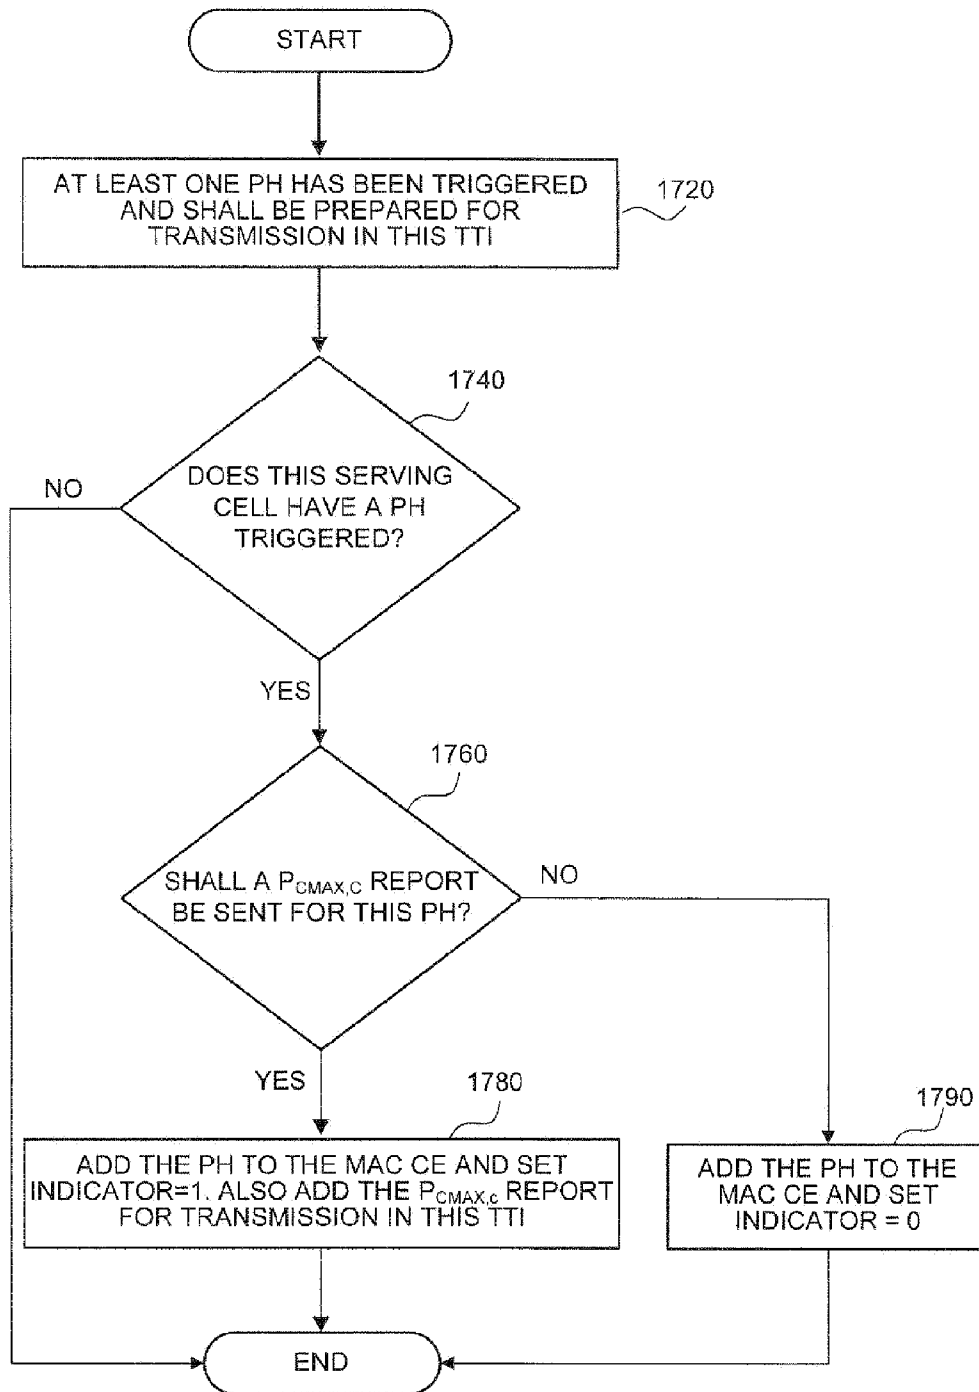 START
AT LEAST ONE PH HAS BEEN TRIGGERED
AND SHALL BE PREPARED FOR
TRANSMISSION IN THIS TTI
1720
1740
DOES THIS SERVING
CELL HAVE A PH
TRIGGERED?
NO
YES
1760
SHALL A PCMAX,C REPORT
BE SENT FOR THIS PH?
NO
YES
1780
ADD THE PH TO THE MAC CE AND SET
INDICATOR=1. ALSO ADD THE PCMAX,c REPORT
FOR TRANSMISSION IN THIS TTI
1790
ADD THE PH TO THE
MAC CE AND SET
INDICATOR = 0
END